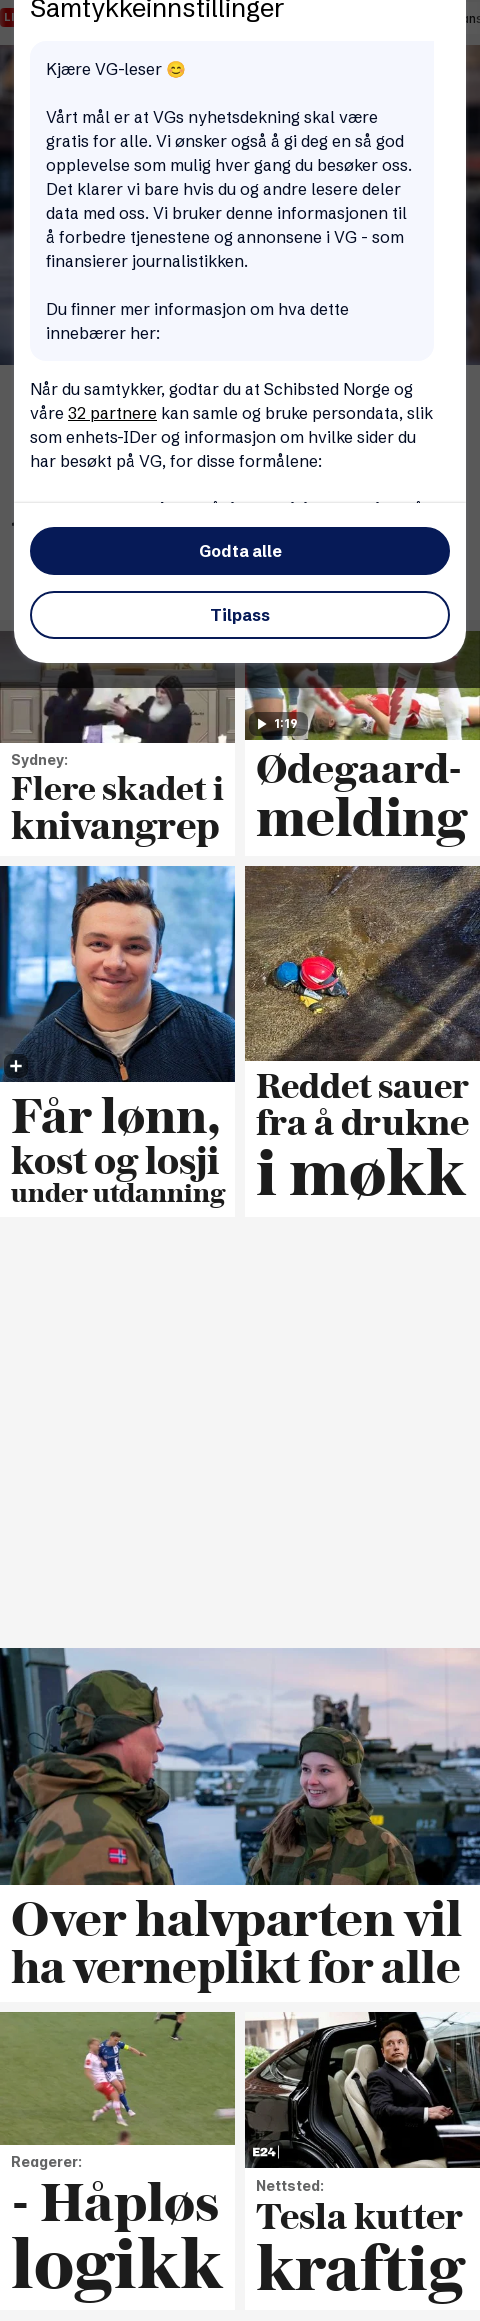 Samtykkeinnstillinger
Kjære VG-leser 😊
Vårt mål er at VGs nyhetsdekning skal være
gratis for alle. Vi ønsker også å gi deg en så god
opplevelse som mulig hver gang du besøker oss.
Det klarer vi bare hvis du og andre lesere deler
data med oss. Vi bruker denne informasjonen til
å forbedre tjenestene og annonsene i VG - som
finansierer journalistikken.
Du finner mer informasjon om hva dette
innebærer her:
Når du samtykker, godtar du at Schibsted Norge og
våre 32 partnere kan samle og bruke persondata, slik
som enhets-IDer og informasjon om hvilke sider du
har besøkt på VG, for disse formålene:
Godta alle
Tilpass
1:19
Sydney:
Flere skadet i
knivangrep
Ødegaard-
melding
Får lønn,
kost og losji
under utdanning
Reddet sauer
fra å drukne
i møkk
Over halvparten vil
ha verneplikt for alle
Reagerer:
- Håpløs
logikk
E24
Nettsted:
Tesla kutter
kraftig